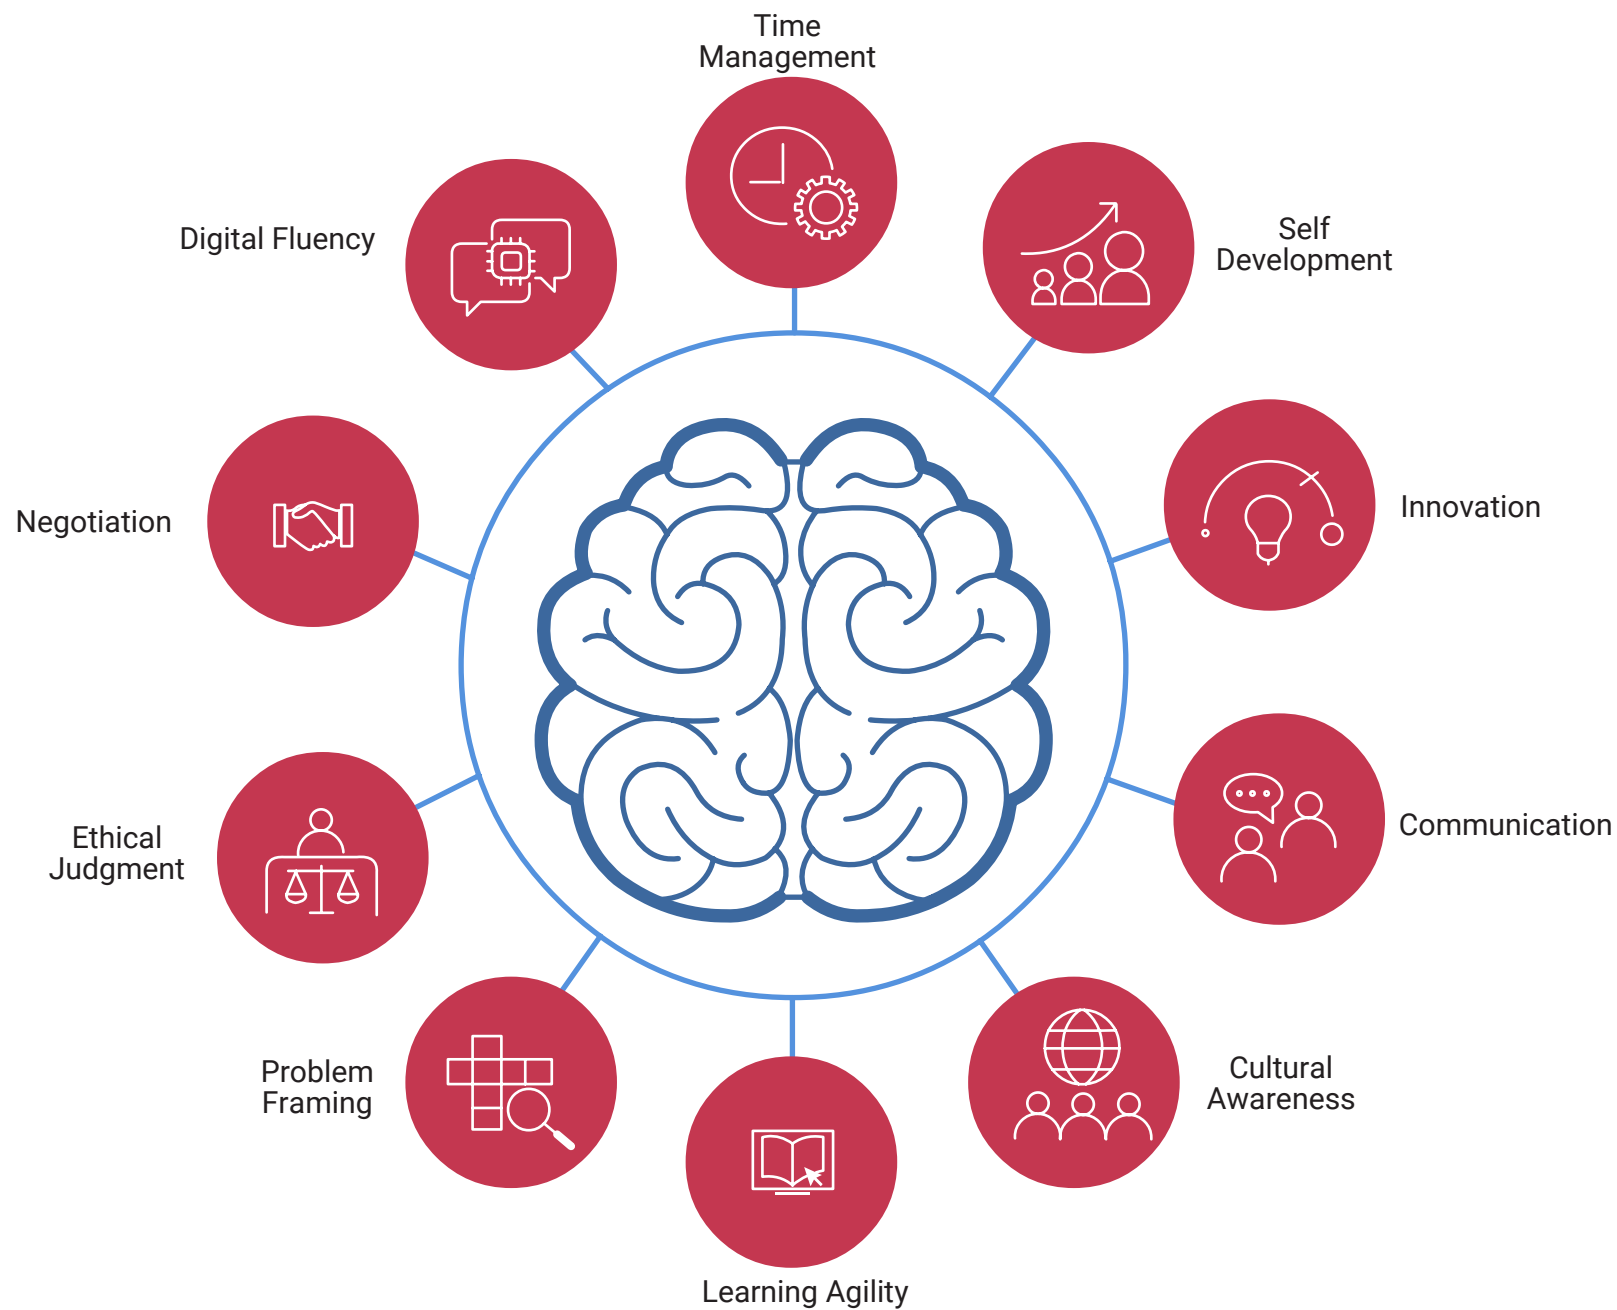 Time
Management
Self
Development
Digital Fluency
Innovation
Negotiation
Communication
Ethical
Judgment
Cultural
Awareness
Problem
Framing
Learning Agility